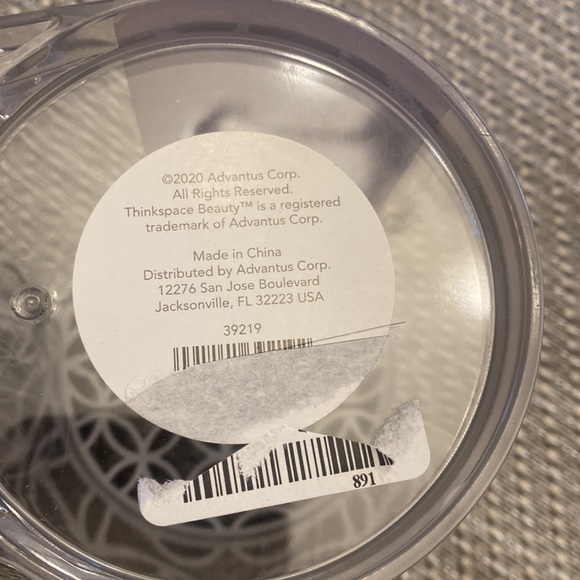 ©2020 Advantus Corp.
All Rights Reserved.
Thinkspace Beauty™ is a registered
trademark of Advantus Corp.
Made in China
Distributed by Advantus Corp.
12276 San Jose Boulevard
Jacksonville, FL 32223 USA
39219
891